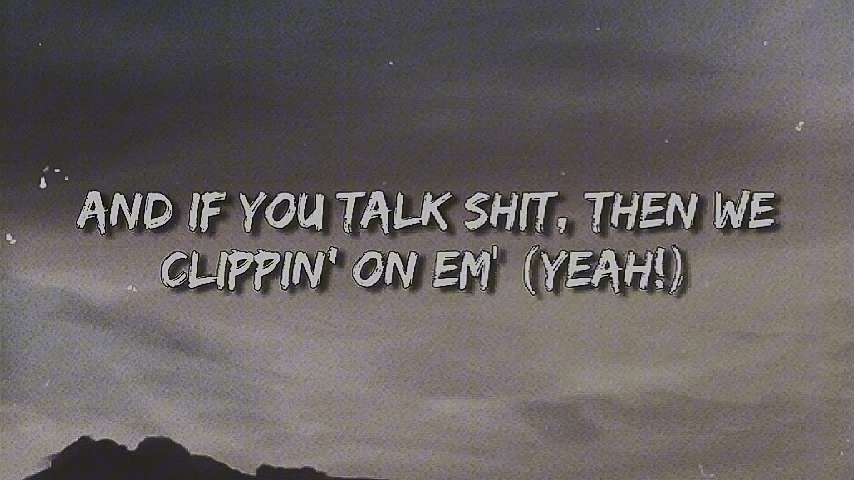 AND IF YOU TALK SHIT, THEN WE
CLIPPIN' ON EM' (YEAH!)